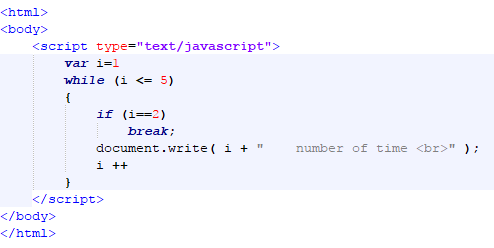 <html>
<body>
<script type="text/javascript">
var i=1
while (i <= 5)
{
if (i==2)
break;
document.write( i + "    number of time <br>" );
i ++
}
</script>
</body>
</html>